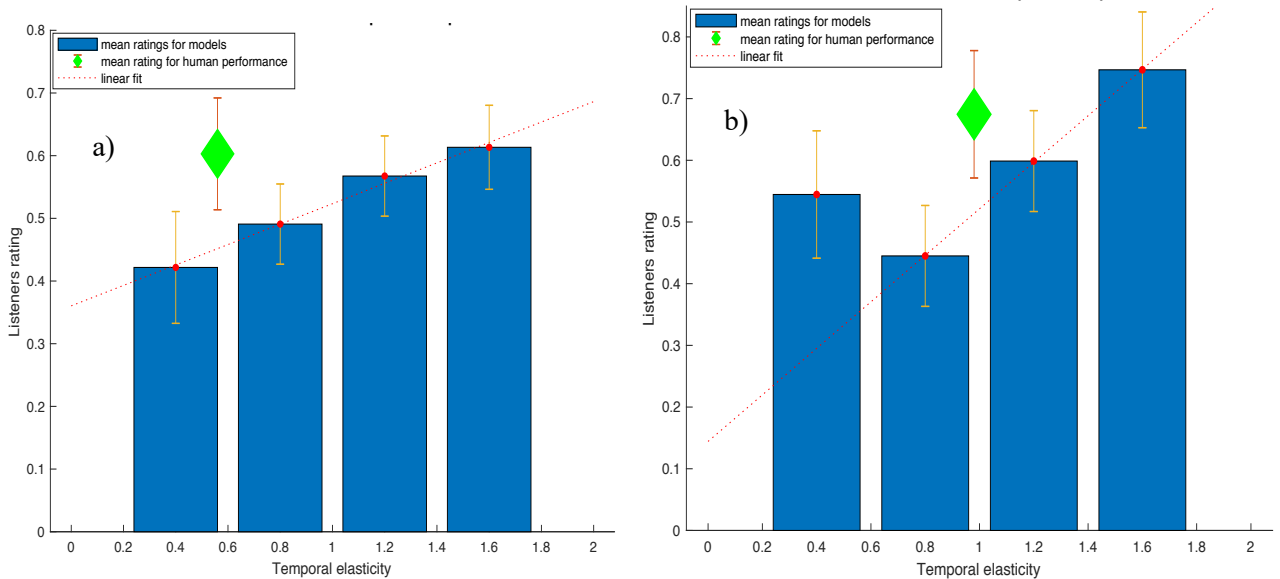 mean ratings for models
mean rating for human performance
linear fit
a)
Listeners rating
0.8
0.7
0.6
0.5
0.4
0.3
0.2
0.1
0
0 0.2 0.4 0.6 0.8 1 1.2 1.4 1.6 1.8 2
Temporal elasticity
mean ratings for models
mean rating for human performance
linear fit
b)
Listeners rating
0.8
0.7
0.6
0.5
0.4
0.3
0.2
0.1
0
0 0.2 0.4 0.6 0.8 1 1.2 1.4 1.6 1.8 2
Temporal elasticity